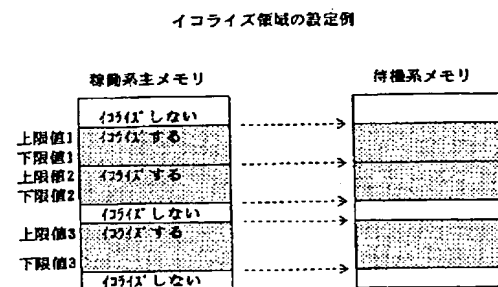 イコライズ領域の設定例
稼働系主メモリ
待機系メモリ
ｲｺﾗｲｽﾞしない
上限値1
ｲｺﾗｲｽﾞする
下限値1
上限値2
ｲｺﾗｲｽﾞする
下限値2
ｲｺﾗｲｽﾞしない
上限値3
ｲｺﾗｲｽﾞする
下限値3
ｲｺﾗｲｽﾞしない